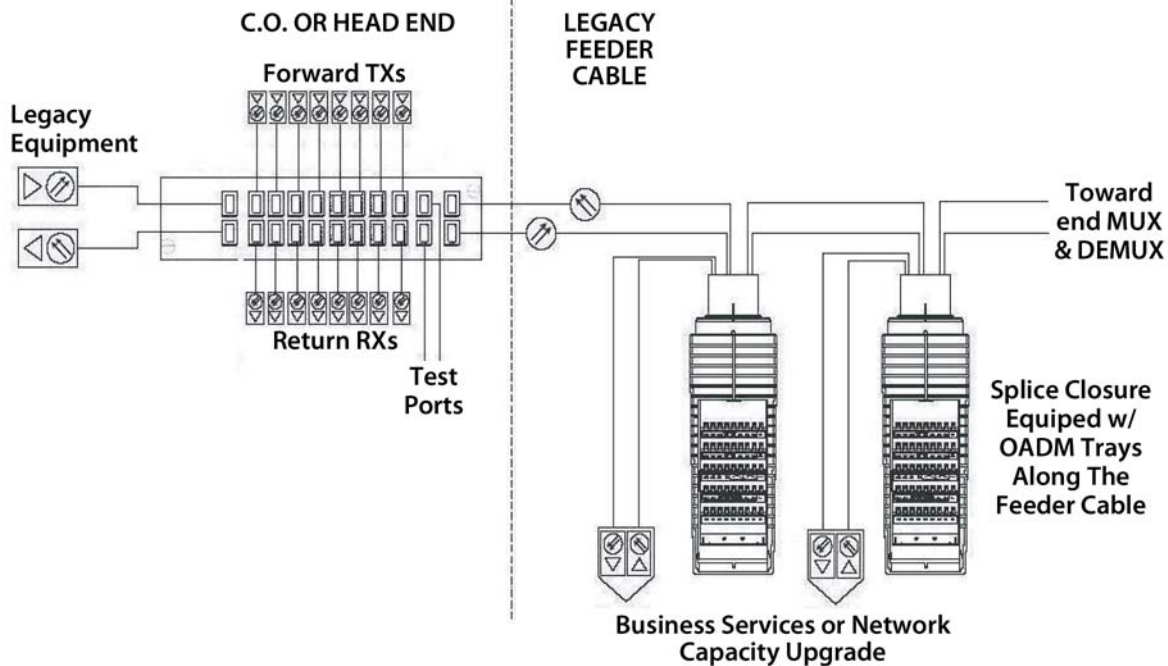 C.O. OR HEAD END
LEGACY
FEEDER
CABLE
Forward TXs
Legacy
Equipment
Toward
end MUX
& DEMUX
Return RXs
Test
Ports
Splice Closure
Equiped w/
OADM Trays
Along The
Feeder Cable
Business Services or Network
Capacity Upgrade